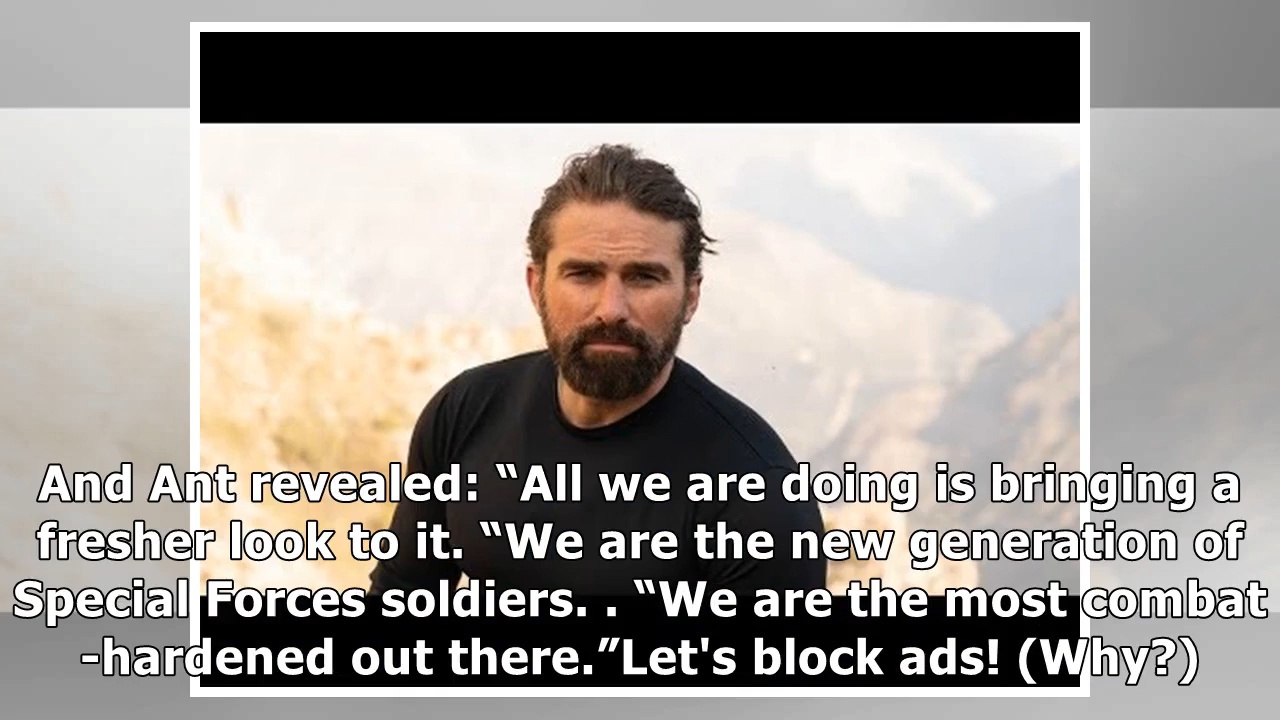 And Ant revealed: “All we are doing is bringing a
fresher look to it. “We are the new generation of
Special Forces soldiers. . “We are the most combat
-hardened out there.”Let's block ads! (Why?)